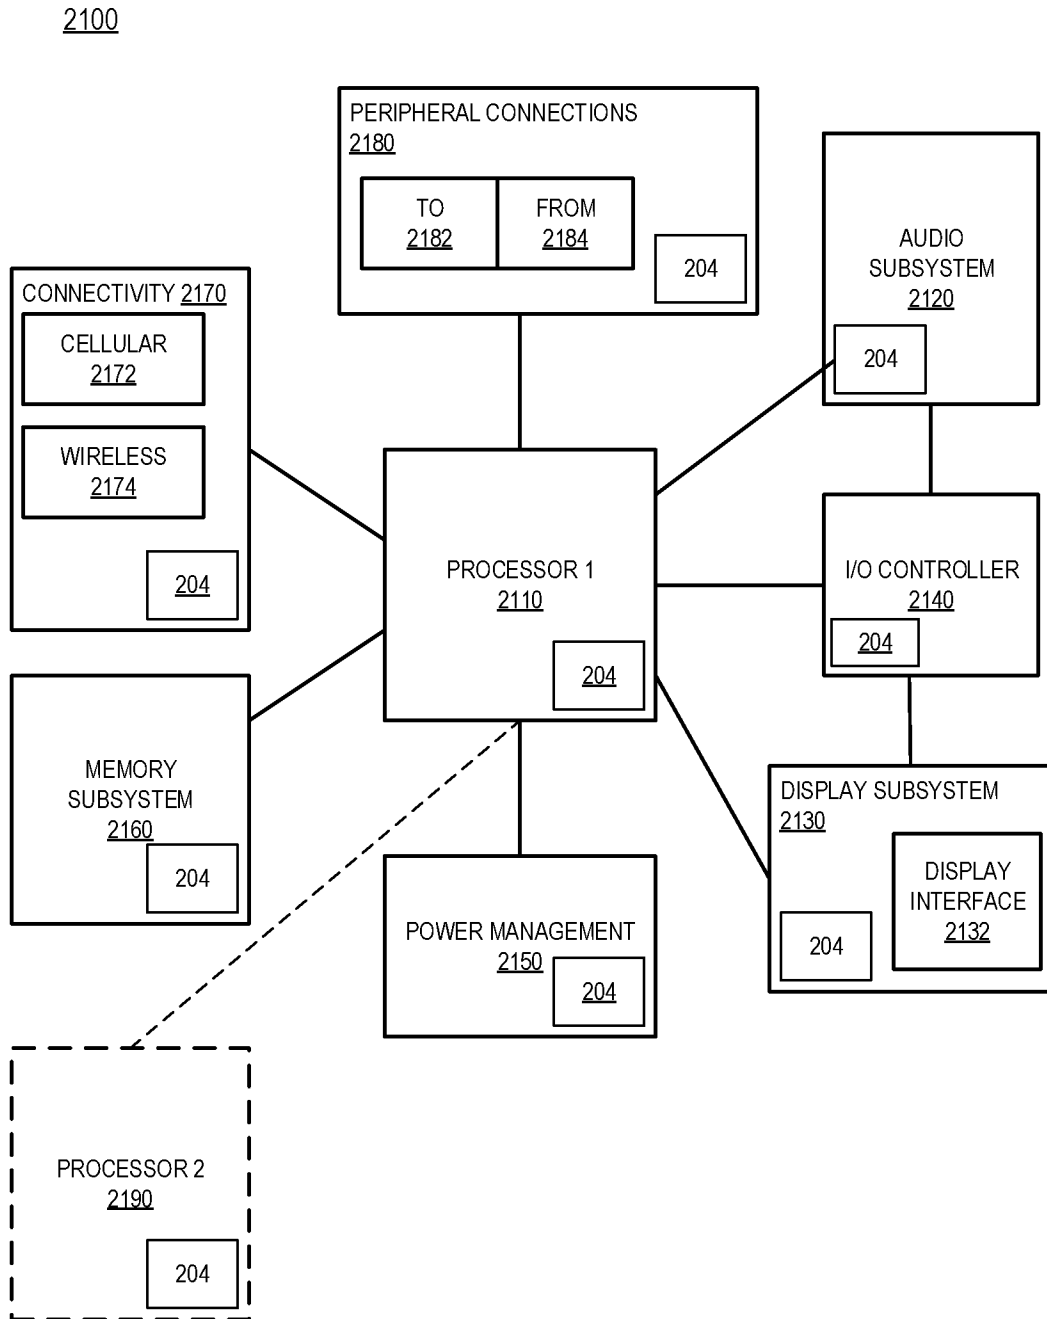 2100
PERIPHERAL CONNECTIONS
2180
TO
2182
FROM
2184
204
AUDIO
SUBSYSTEM
2120
204
CONNECTIVITY 2170
CELLULAR
2172
WIRELESS
2174
204
PROCESSOR 1
2110
204
I/O CONTROLLER
2140
204
MEMORY
SUBSYSTEM
2160
204
DISPLAY SUBSYSTEM
2130
DISPLAY
INTERFACE
2132
204
POWER MANAGEMENT
2150
204
PROCESSOR 2
2190
204